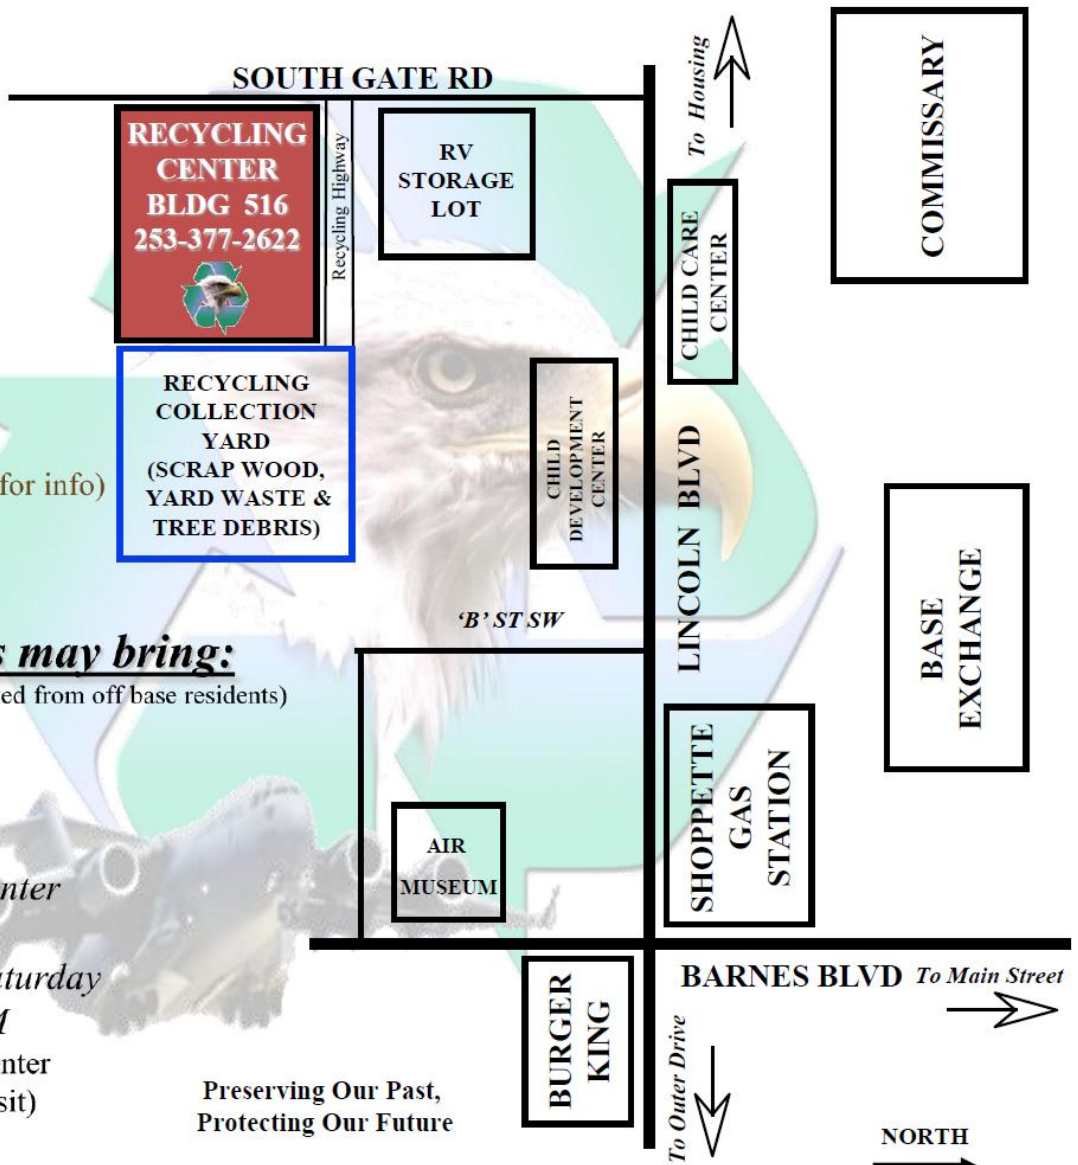 SOUTH GATE RD
To Housing
COMMISSARY
RECYCLING
CENTER
BLDG 516
253-377-2622
Recycling Highway
RV
STORAGE
LOT
CHILD CARE
CENTER
RECYCLING
COLLECTION
YARD
(SCRAP WOOD,
YARD WASTE &
TREE DEBRIS)
for info)
CHILD
DEVELOPMENT
CENTER
LINCOLN BLVD
BASE
EXCHANGE
‘B’ ST SW
s may bring:
ed from off base residents)
SHOPPETTE
GAS
STATION
AIR
MUSEUM
nter
aturday
M
nter
sit)
BARNES BLVD To Main Street
BURGER
KING
To Outer Drive
Preserving Our Past,
Protecting Our Future
NORTH